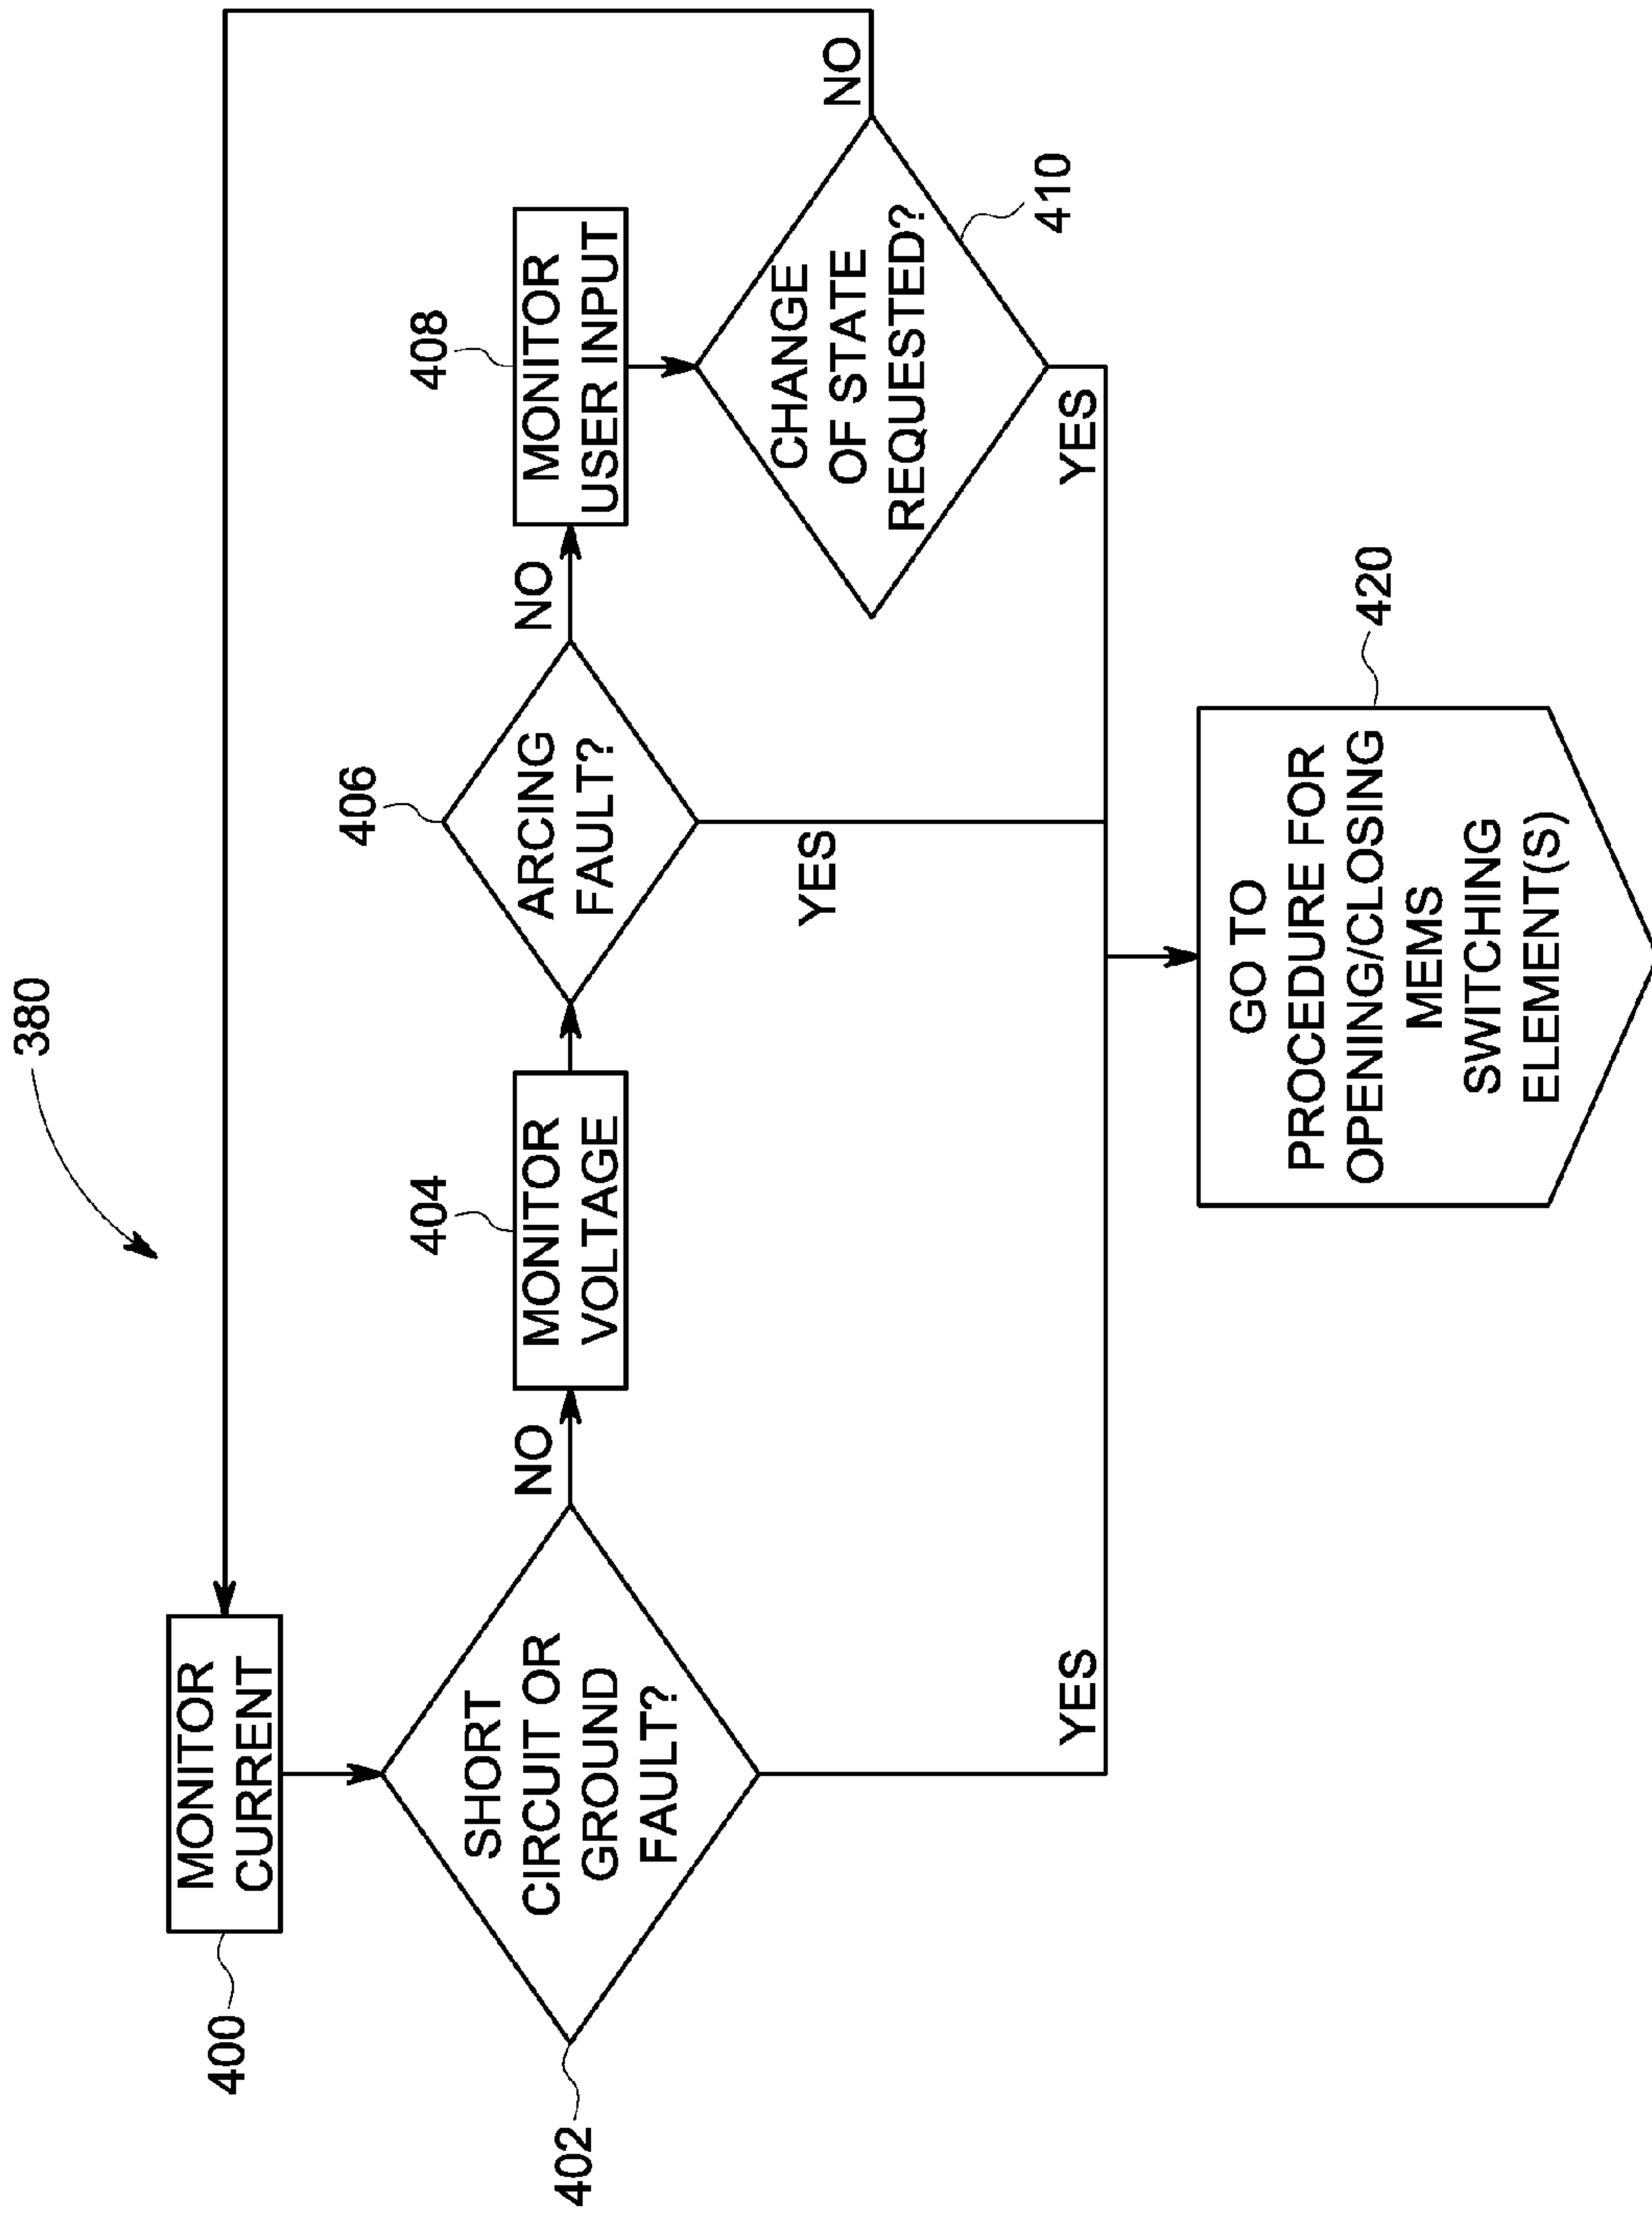 380
400
MONITOR
CURRENT
402
SHORT
CIRCUIT OR
GROUND
FAULT?
NO
YES
404
MONITOR
VOLTAGE
406
ARCING
FAULT?
NO
YES
408
MONITOR
USER INPUT
CHANGE
OF STATE
REQUESTED?
410
NO
YES
GO TO
PROCEDURE FOR
OPENING/CLOSING
MEMS
SWITCHING
ELEMENT(S)
420